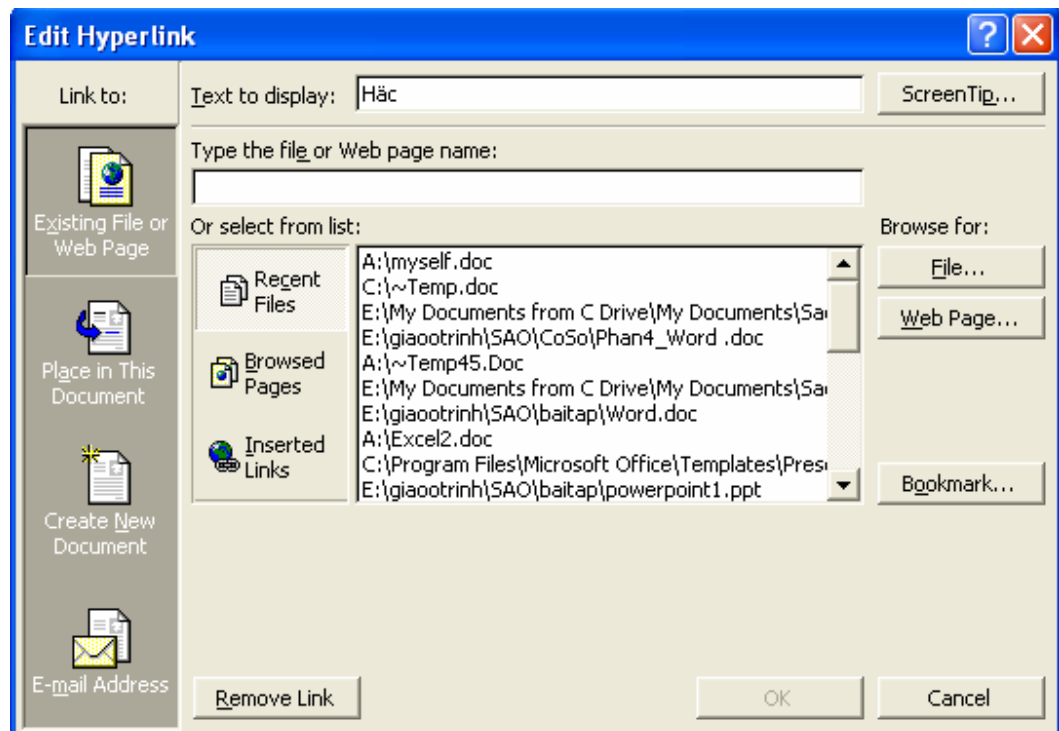 Edit Hyperlink
?
Link to:
Text to display:
Häc
ScreenTip...
Type the file or Web page name:
Existing File or
Web Page
Or select from list:
Browse for:
Recent
Files
A:\myself.doc
C:\~Temp.doc
E:\My Documents from C Drive\My Documents\Sa
E:\giaootrinh\SAO\CoSo\Phan4_Word .doc
A:\~Temp45.Doc
E:\My Documents from C Drive\My Documents\Sa
E:\giaootrinh\SAO\baitap\Word.doc
A:\Excel2.doc
C:\Program Files\Microsoft Office\Templates\Prese
E:\giaootrinh\SAO\baitap\powerpoint1.ppt
File...
Web Page...
Place in This
Document
Browsed
Pages
Inserted
Links
Bookmark...
Create New
Document
E-mail Address
Remove Link
OK
Cancel